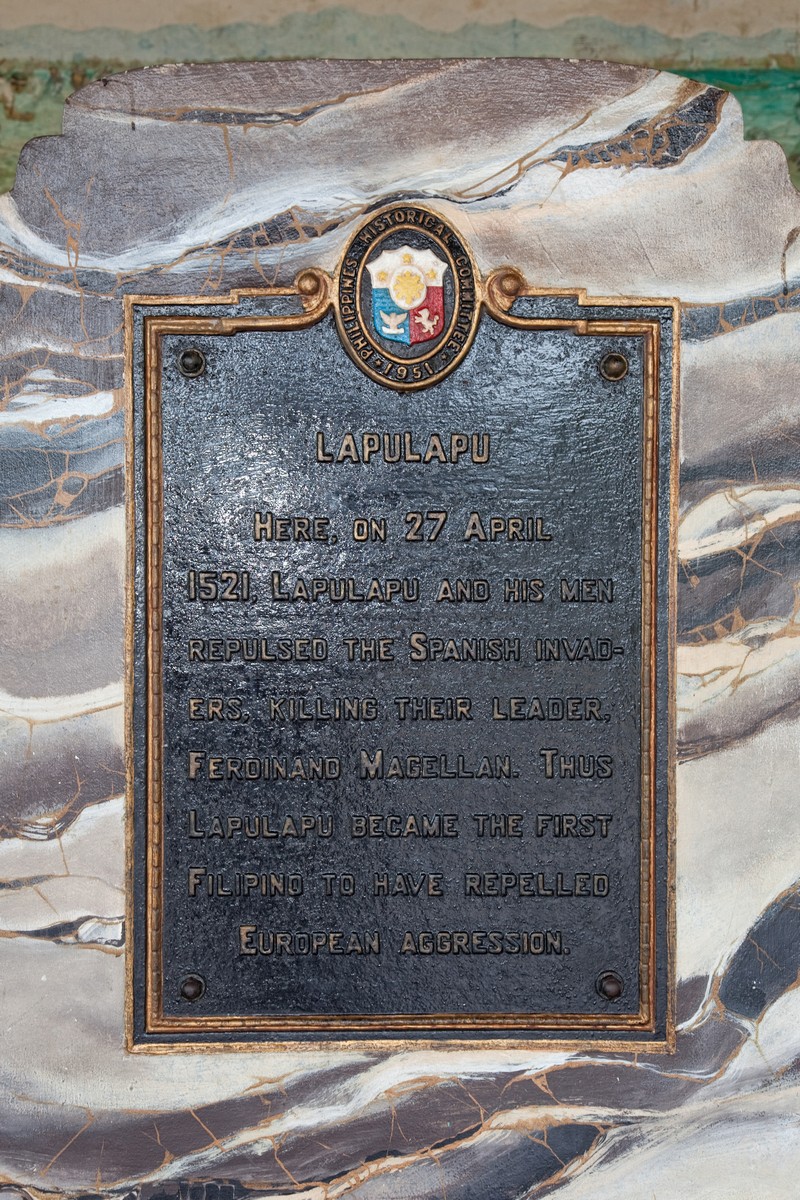 PHILIPPINES HISTORICAL COMMITTEE
1951
LAPULAPU
HERE, ON 27 APRIL
1521, LAPULAPU AND HIS MEN
REPULSED THE SPANISH INVAD-
ERS, KILLING THEIR LEADER,
FERDINAND MAGELLAN. THUS
LAPULAPU BECAME THE FIRST
FILIPINO TO HAVE REPELLED
EUROPEAN AGGRESSION.